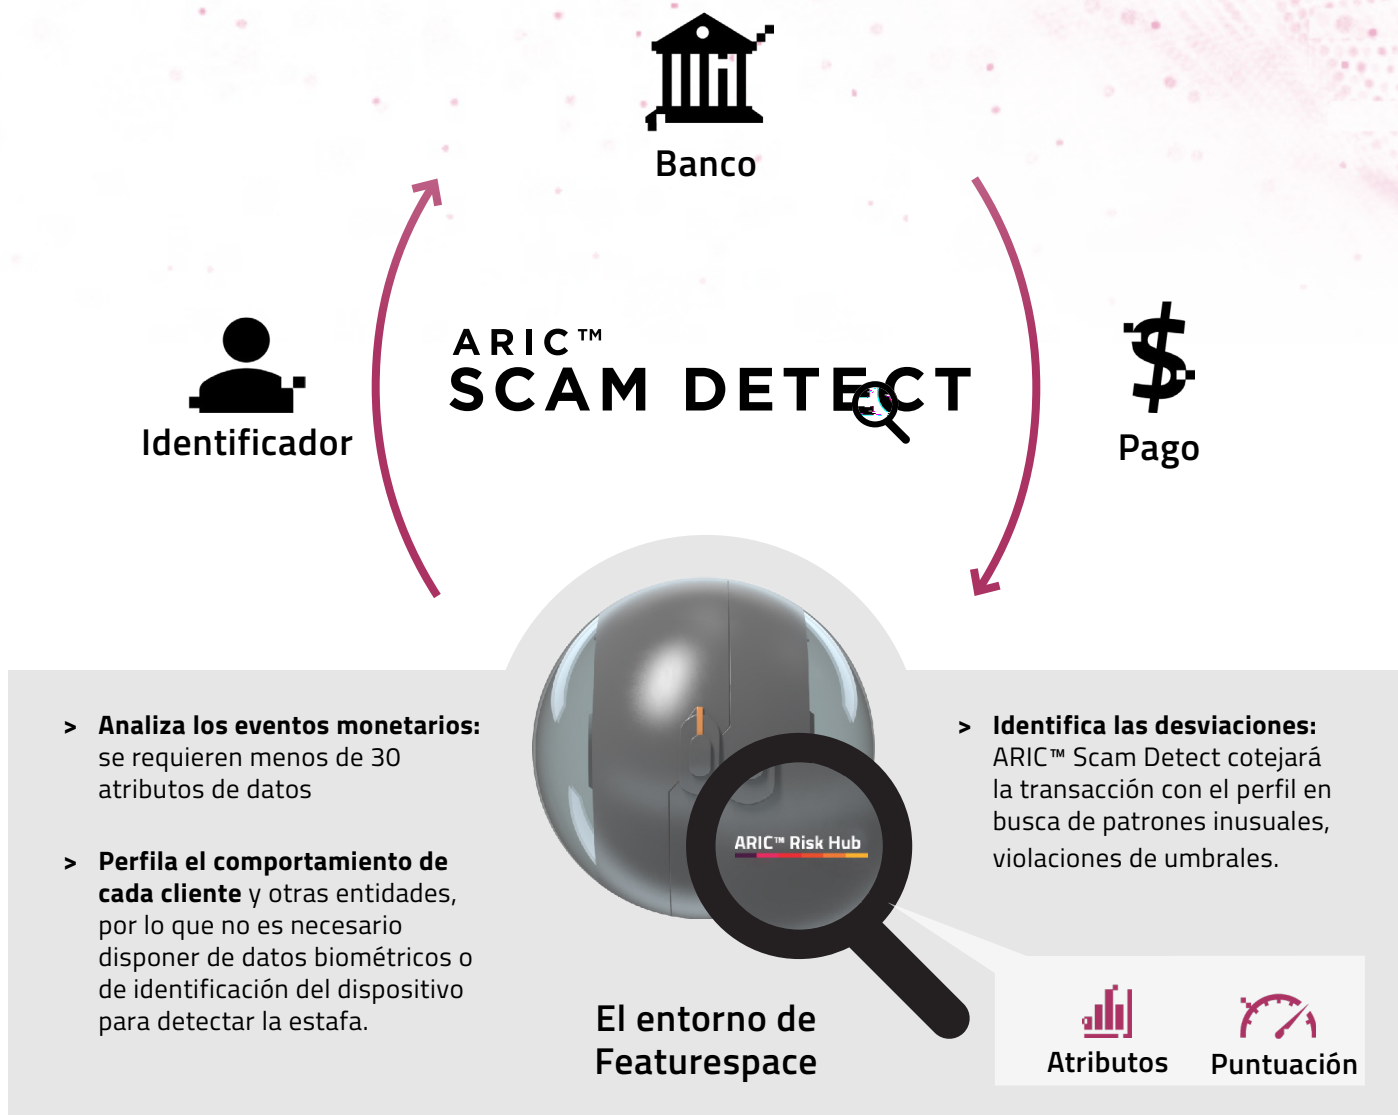 Banco
ARIC™
SCAM DETECT
Identificador
Pago
> Analiza los eventos monetarios:
se requieren menos de 30
atributos de datos
> Perfila el comportamiento de
cada cliente y otras entidades,
por lo que no es necesario
disponer de datos biométricos o
de identificación del dispositivo
para detectar la estafa.
ARIC™ Risk Hub
El entorno de
Featurespace
> Identifica las desviaciones:
ARIC™ Scam Detect cotejará
la transacción con el perfil en
busca de patrones inusuales,
violaciones de umbrales.
Atributos
Puntuación